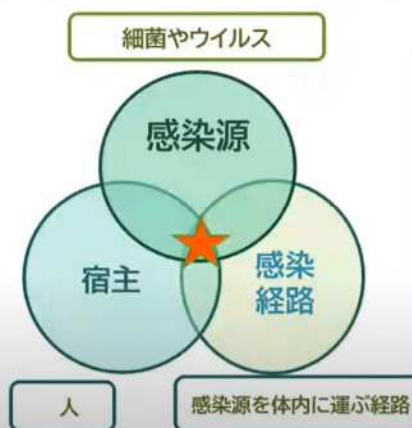 細菌やウイルス
感染源
宿主
感染
経路
人
感染源を体内に運ぶ経路